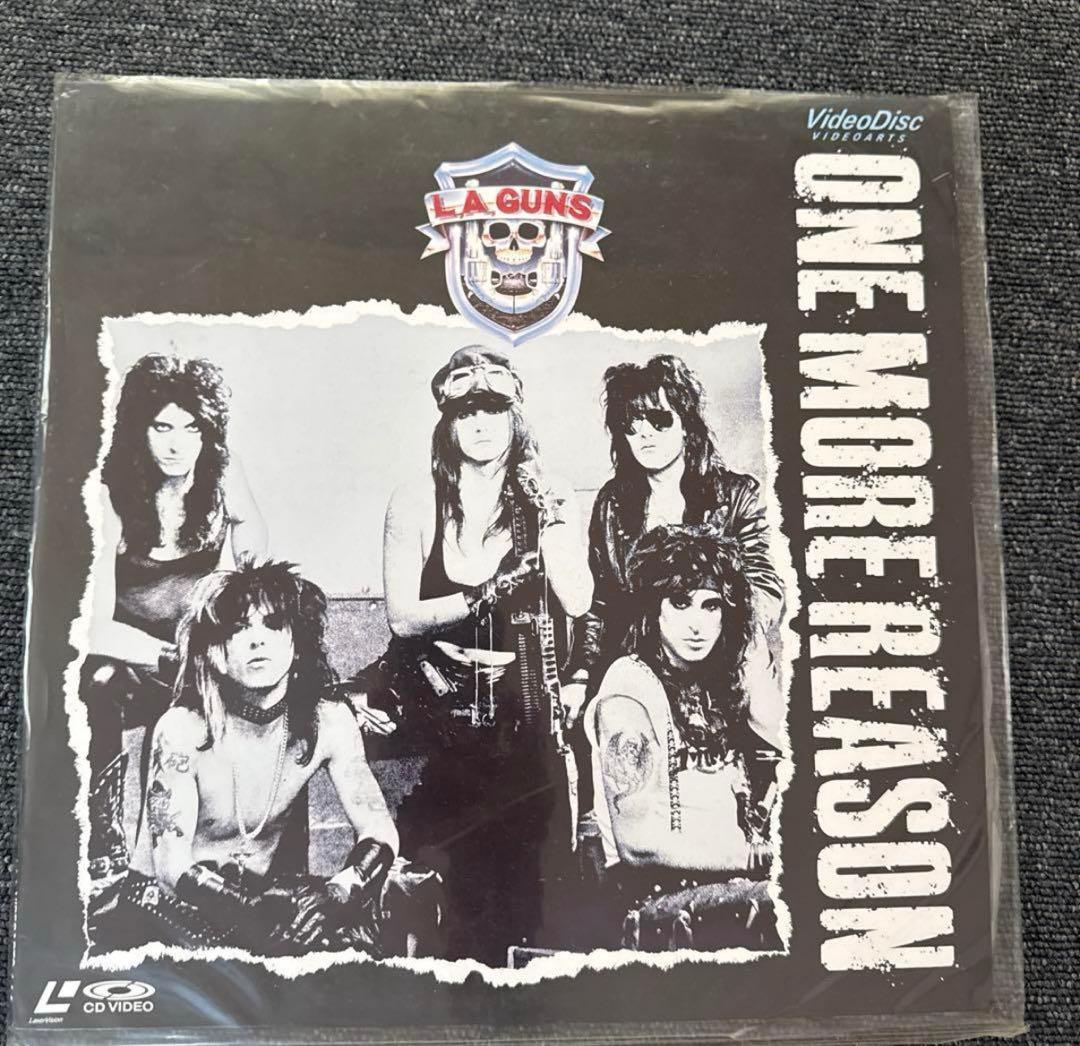 VideoDisc
VIDEOARTS
L.A. GUNS
ONE MORE REASON
LaserVision
CD VIDEO